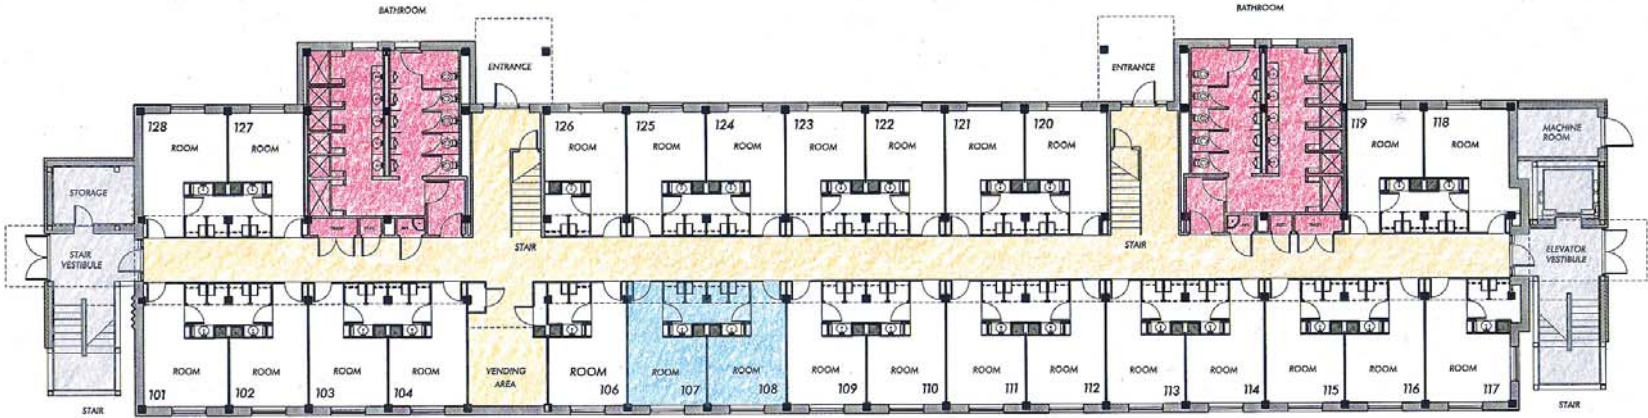 BATHROOM
BATHROOM
ENTRANCE
ENTRANCE
128
ROOM
127
ROOM
126
ROOM
125
ROOM
124
ROOM
123
ROOM
122
ROOM
121
ROOM
120
ROOM
119
ROOM
118
ROOM
MACHINE
ROOM
STORAGE
STAIR
VESTIBULE
STAIR
STAIR
ELEVATOR
VESTIBULE
101
ROOM
102
ROOM
103
ROOM
104
ROOM
VENDING
AREA
ROOM
106
ROOM
107
ROOM
108
ROOM
109
ROOM
110
ROOM
111
ROOM
112
ROOM
113
ROOM
114
ROOM
115
ROOM
116
ROOM
117
STAIR
STAIR